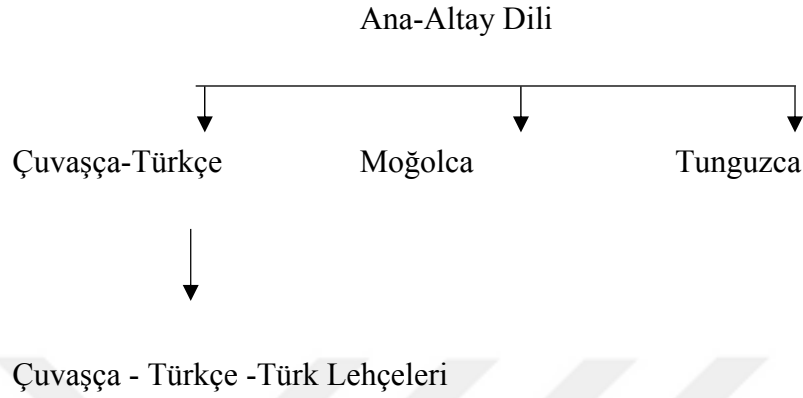 Ana-Altay Dili
Çuvaşça-Türkçe Moğolca Tunguzca
Çuvaşça - Türkçe -Türk Lehçeleri